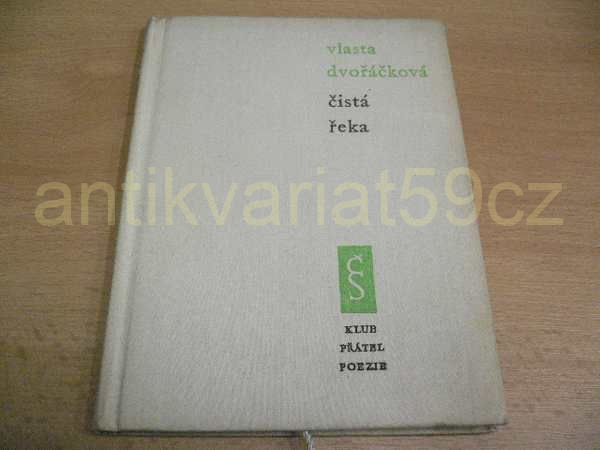 vlasta
dvořáčková
čistá
řeka
antikvariat59cz
čs
KLUB
PŘÁTEL
POEZIE